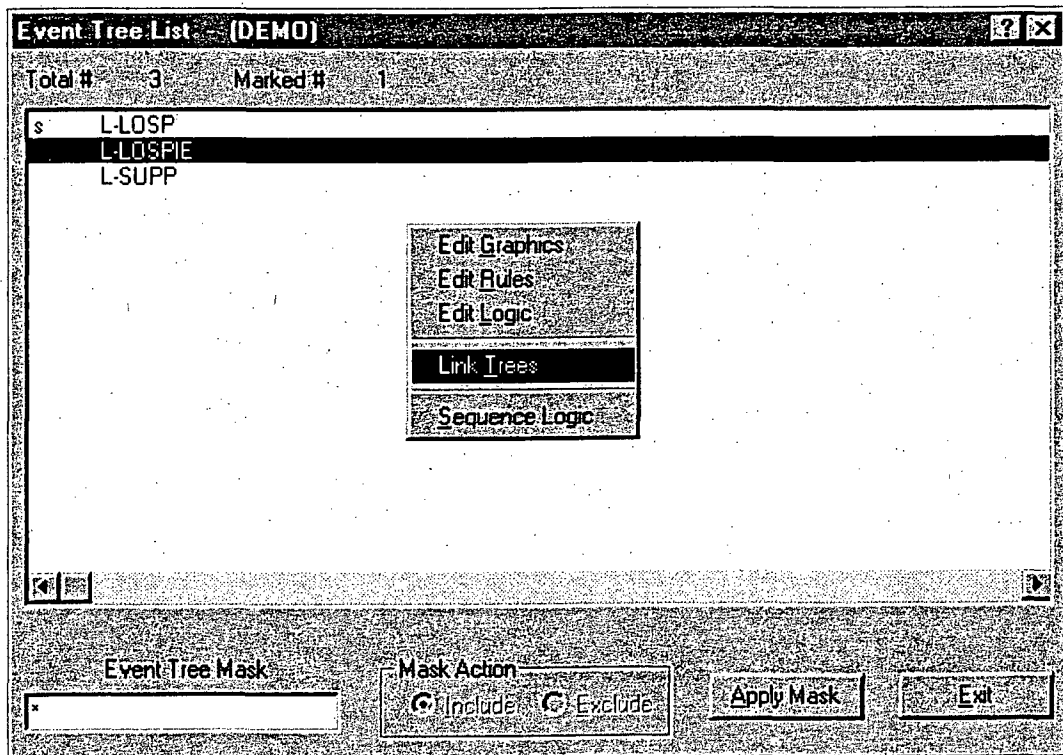 Event Tree List - (DEMO)
Total # 3 Marked # 1
s L-LOSP
L-LOSPIE
L-SUPP
Edit Graphics
Edit Rules
Edit Logic
Link Trees
Sequence Logic
Event Tree Mask
*
Mask Action
Include Exclude
Apply Mask
Exit